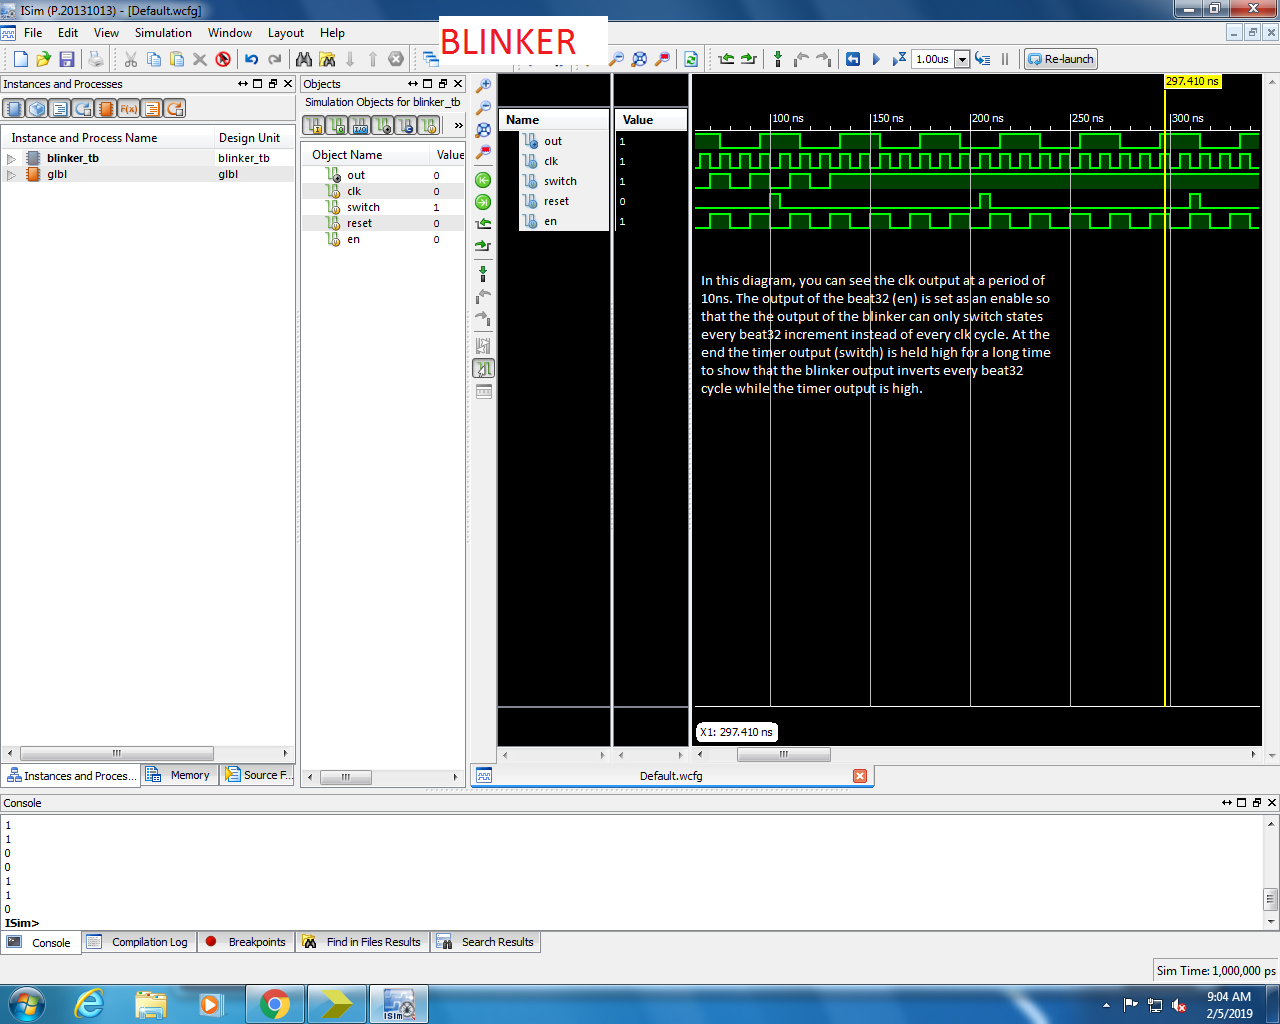 ISim (P.20131013) - [Default.wcfg]
File Edit View Simulation Window Layout Help
BLINKER
1.00us
Re-launch
Instances and Processes
Instance and Process Name Design Unit
blinker_tb blinker_tb
glbl glbl
Instances and Proces... Memory Source F...
Objects
Simulation Objects for blinker_tb
»
Object Name Value
out 0
clk 0
switch 1
reset 0
en 0
Name Value
out 1
clk 1
switch 1
reset 0
en 1
297.410 ns
100 ns 150 ns 200 ns 250 ns 300 ns
In this diagram, you can see the clk output at a period of
10ns. The output of the beat32 (en) is set as an enable so
that the the output of the blinker can only switch states
every beat32 increment instead of every clk cycle. At the
end the timer output (switch) is held high for a long time
to show that the blinker output inverts every beat32
cycle while the timer output is high.
X1: 297.410 ns
Default.wcfg
Console
1
1
0
0
1
1
0
ISim>
Console Compilation Log Breakpoints Find in Files Results Search Results
Sim Time: 1,000,000 ps
ISim
9:04 AM
2/5/2019